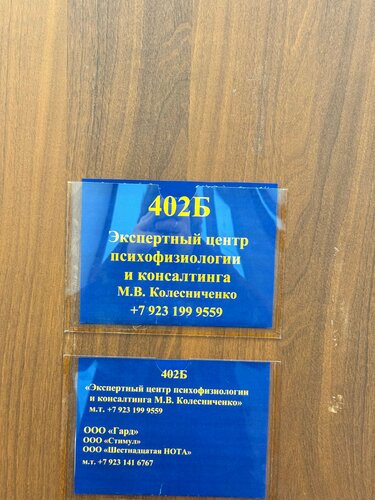 402Б
Экспертный центр
психофизиологии
и консалтинга
М.В. Колесниченко
+7 923 199 9559
402Б
«Экспертный центр психофизиологии
и консалтинга М.В. Колесниченко»
м.т. +7 923 199 9559
ООО «Гард»
ООО «Стимул»
ООО «Шестнадцатая НОТА»
м.т. +7 923 141 6767